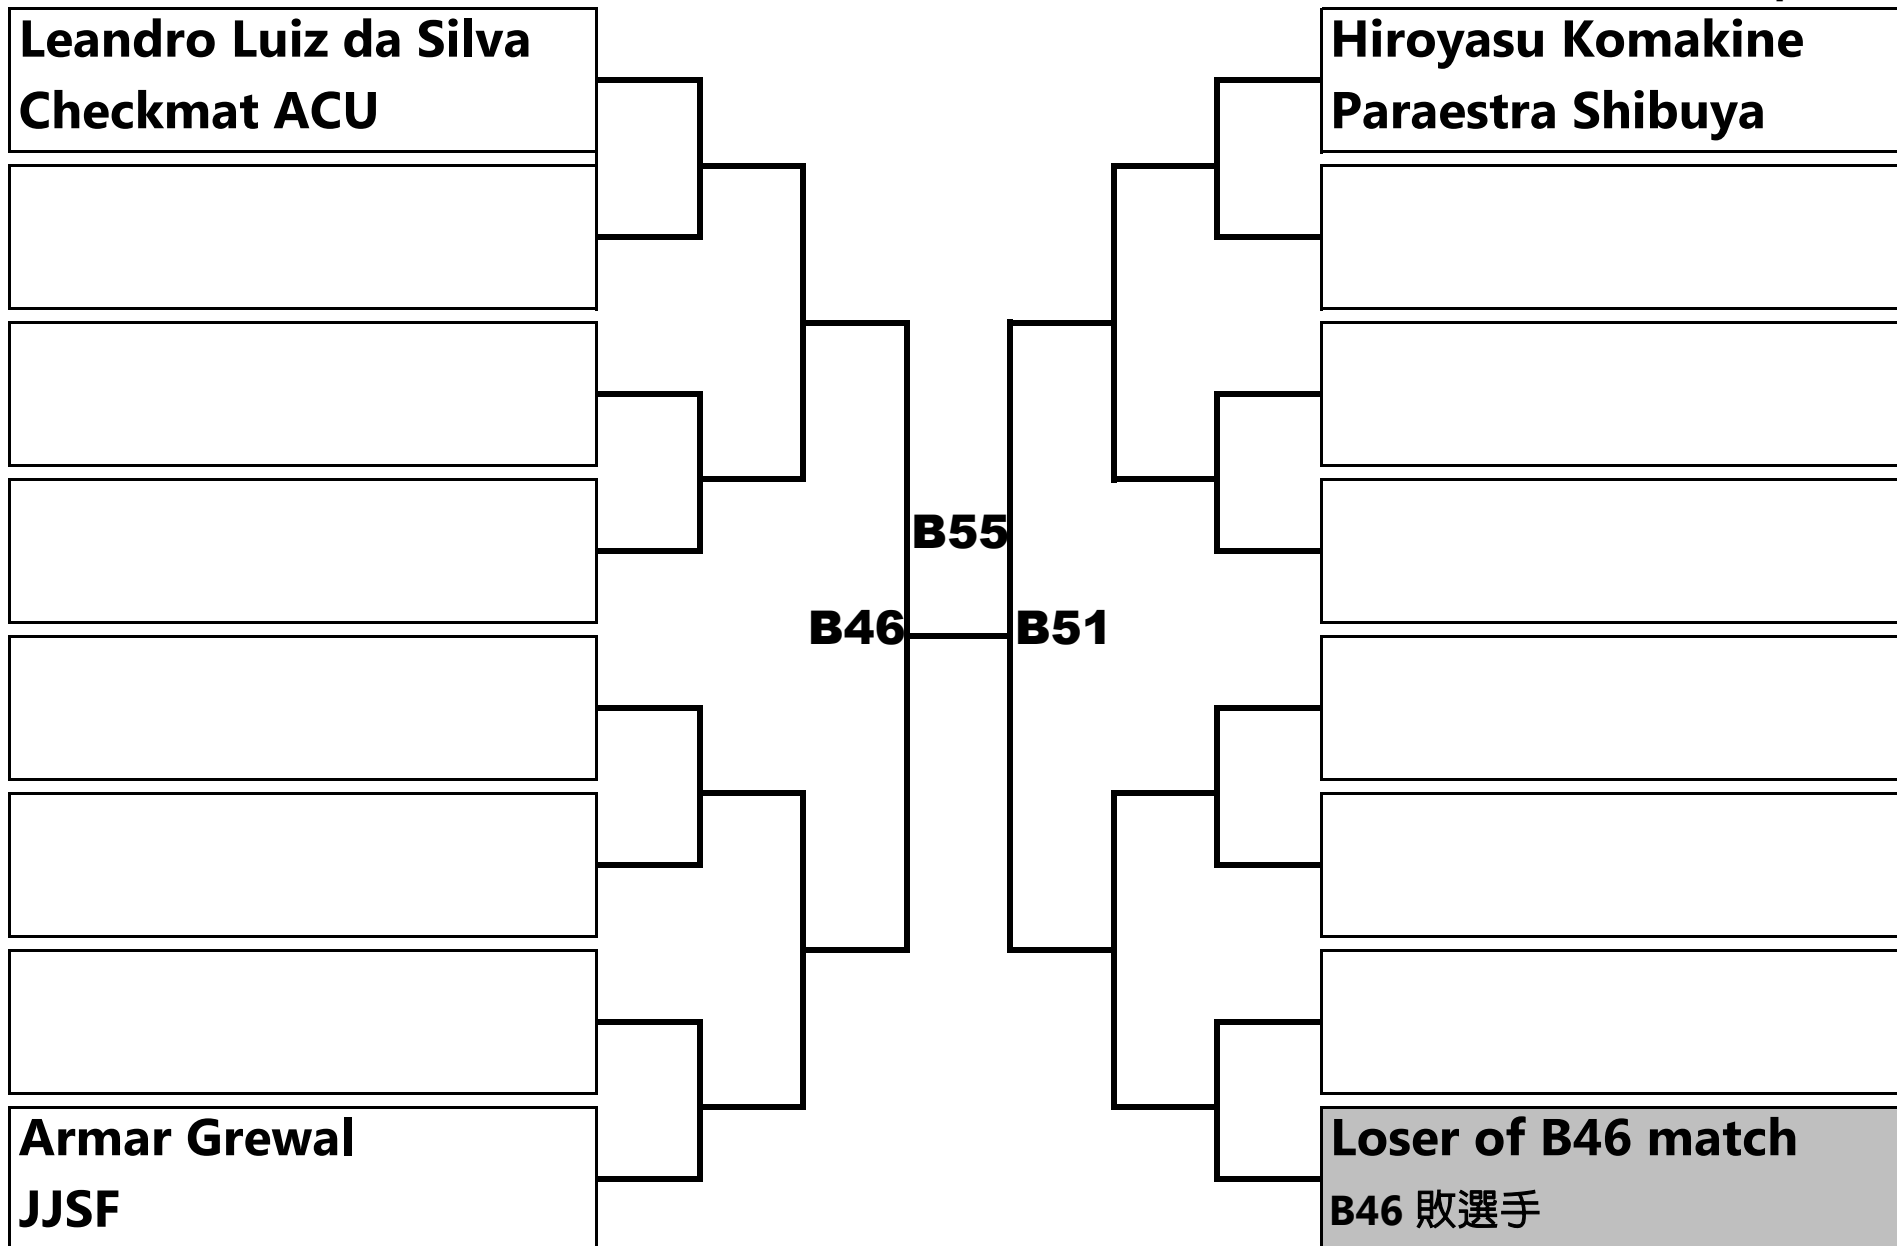 Leandro Luiz da Silva
Checkmat ACU
Hiroyasu Komakine
Paraestra Shibuya
B55
B46
B51
Armar Grewal
JJSF
Loser of B46 match
B46 敗選手